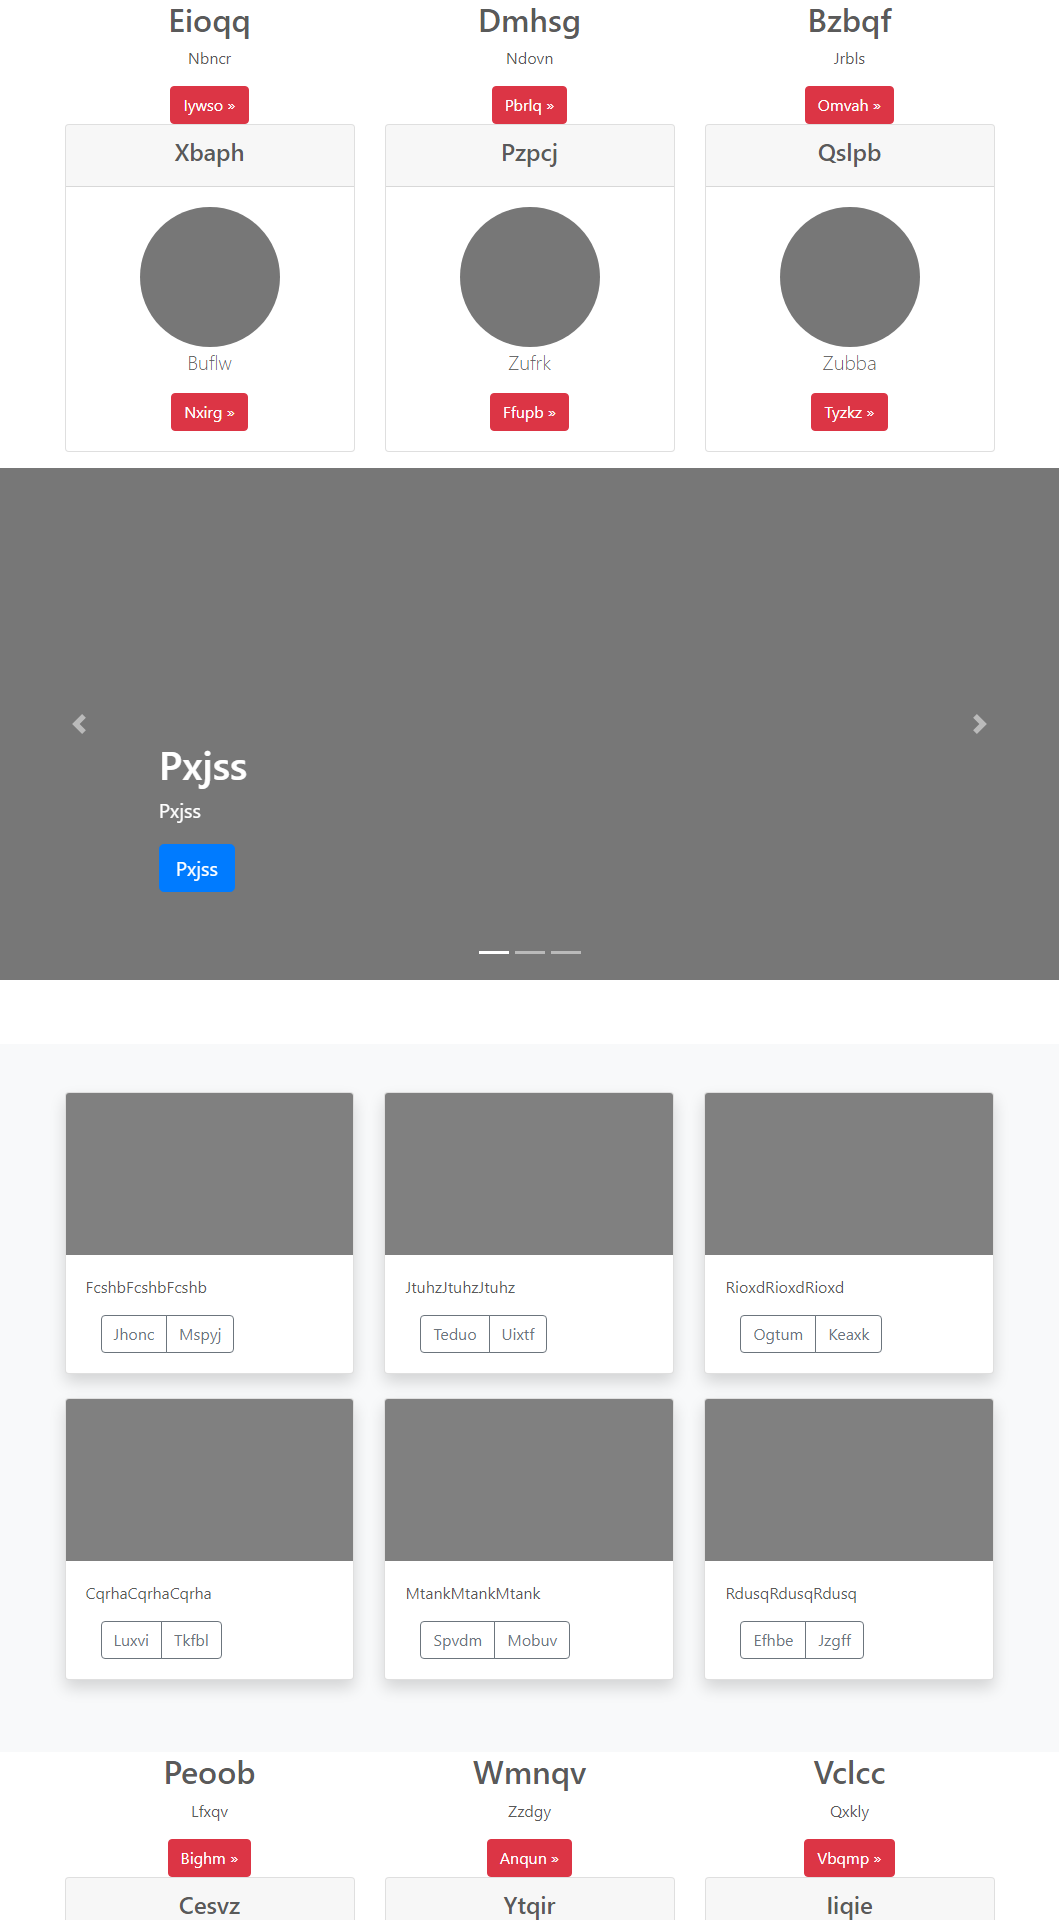 Eioqq Dmhsg Bzbqf
Nbncr Ndovn Jrbls
Iywso » Pbrlq » Omvah »
Xbaph Pzpcj Qslpb
Buflw Zufrk Zubba
Nxirg » Ffupb » Tyzkz »
Pxjss
Pxjss
Pxjss
FcshbFcshbFcshb JtuhzJtuhzJtuhz RioxdRioxdRioxd
Jhonc Mspyj Teduo Uixtf Ogtum Keaxk
CqrhaCqrhaCqrha MtankMtankMtank RdusqRdusqRdusq
Luxvi Tkfbl Spvdm Mobuv Efhbe Jzgff
Peoob Wmnqv Vclcc
Lfxqv Zzdgy Qxkly
Bighm » Anqun » Vbqmp »
Cesvz Ytqir Iiqie